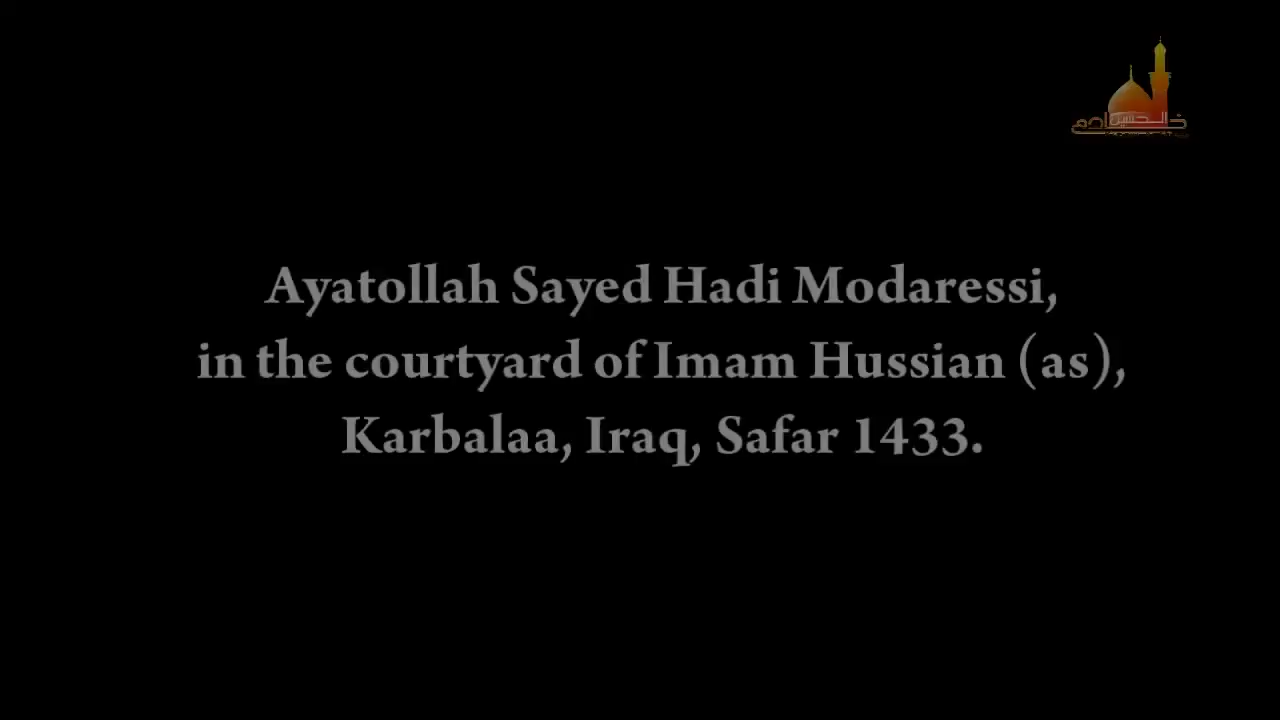 Ayatollah Sayed Hadi Modaressi,
in the courtyard of Imam Hussian (as),
Karbalaa, Iraq, Safar 1433.